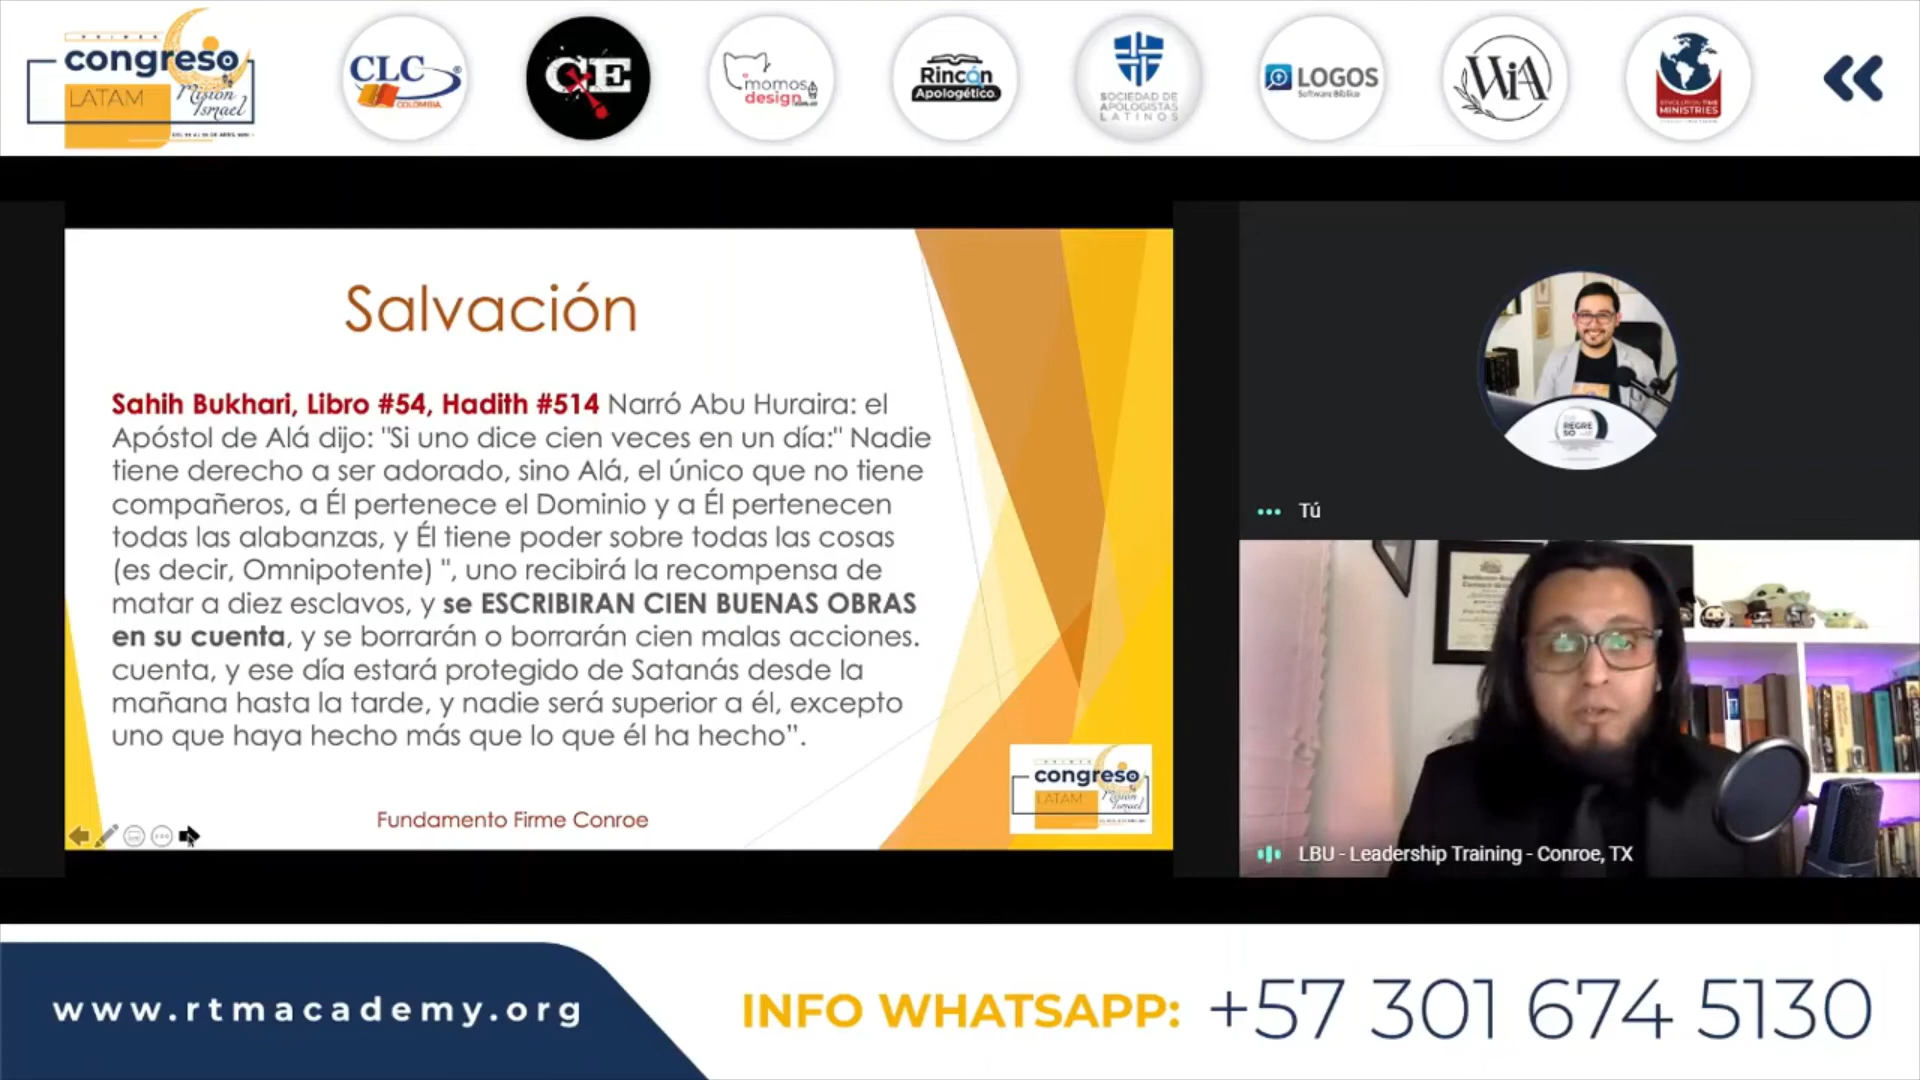 PRIMER
congreso
LATAM
Misión
Israel
CLC®
COLOMBIA
CE
momos
design
Rincón
Apologético
SOCIEDAD DE
APOLOGISTAS
LATINOS
LOGOS
Software Bíblico
WiA
REVOLUTION TIME
MINISTRIES
Salvación
Sahih Bukhari, Libro #54, Hadith #514 Narró Abu Huraira: el
Apóstol de Alá dijo: "Si uno dice cien veces en un día:" Nadie
tiene derecho a ser adorado, sino Alá, el único que no tiene
compañeros, a Él pertenece el Dominio y a Él pertenecen
todas las alabanzas, y Él tiene poder sobre todas las cosas
(es decir, Omnipotente) ", uno recibirá la recompensa de
matar a diez esclavos, y se ESCRIBIRAN CIEN BUENAS OBRAS
en su cuenta, y se borrarán o borrarán cien malas acciones.
cuenta, y ese día estará protegido de Satanás desde la
mañana hasta la tarde, y nadie será superior a él, excepto
uno que haya hecho más que lo que él ha hecho”.
Fundamento Firme Conroe
congreso
LATAM
Misión
Israel
REGRE
SO
Tú
LBU - Leadership Training - Conroe, TX
www.rtmacademy.org
INFO WHATSAPP: +57 301 674 5130